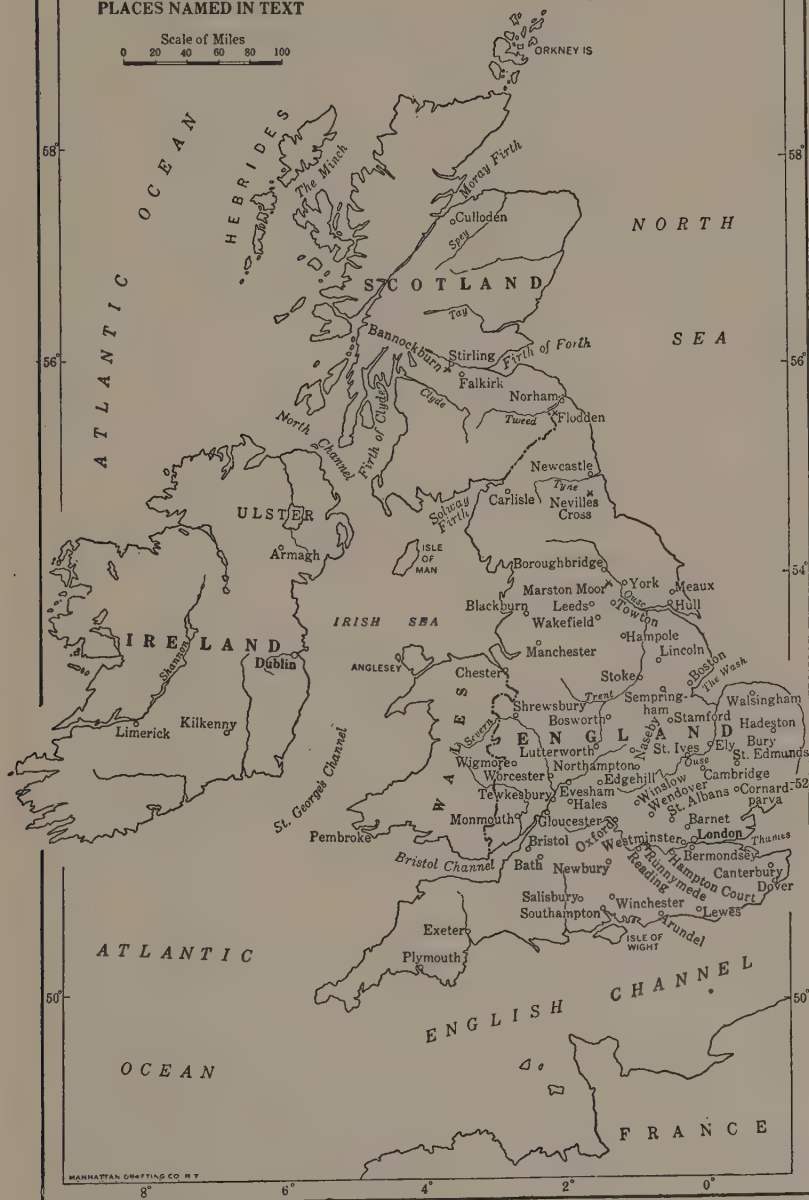 PLACES NAMED IN TEXT
Scale of Miles
0 20 40 60 80 100
ORKNEY IS
ATLANTIC OCEAN
HEBRIDES
The Minch
58°
58°
Moray Firth
Culloden
Spey
NORTH
SEA
SCOTLAND
Tay
56°
56°
Bannockburn
Stirling
Firth of Forth
Falkirk
Clyde
Firth of Clyde
Norham
Tweed
Flodden
North Channel
Newcastle
Tyne
Carlisle
Nevilles
Cross
Solway
Firth
ULSTER
Armagh
ISLE
OF
MAN
54°
Boroughbridge
Marston Moor
York
Meaux
Ouse
Blackburn
Leeds
Towton
Hull
Wakefield
IRISH SEA
IRELAND
Shannon
Dublin
Hampole
Manchester
Lincoln
ANGLESEY
Chester
Stoke
Boston
The Wash
Trent
Sempring-
ham
Walsingham
Shrewsbury
Bosworth
Stamford
Hadeston
Limerick
Kilkenny
WALES
Severn
ENGLAND
Naseby
St. Ives
Ely
Bury
St. Edmunds
Lutterworth
Wigmore
Northampton
Ouse
Worcester
Edgehill
Cambridge
52
Tewkesbury
Evesham
Winslow
Cornard-
parva
Hales
Wendover
St. Albans
St. George's Channel
Monmouth
Gloucester
Barnet
Pembroke
Oxford
Westminster
London
Thames
Bristol
Bermondsey
Bristol Channel
Bath
Newbury
Reading
Runnymede
Hampton Court
Canterbury
Dover
Salisbury
Winchester
Southampton
Lewes
Arundel
Exeter
ISLE OF
WIGHT
Plymouth
ATLANTIC
OCEAN
50°
50°
ENGLISH CHANNEL
FRANCE
MANHATTAN DRAFTING CO. N Y
8° 6° 4° 2° 0°